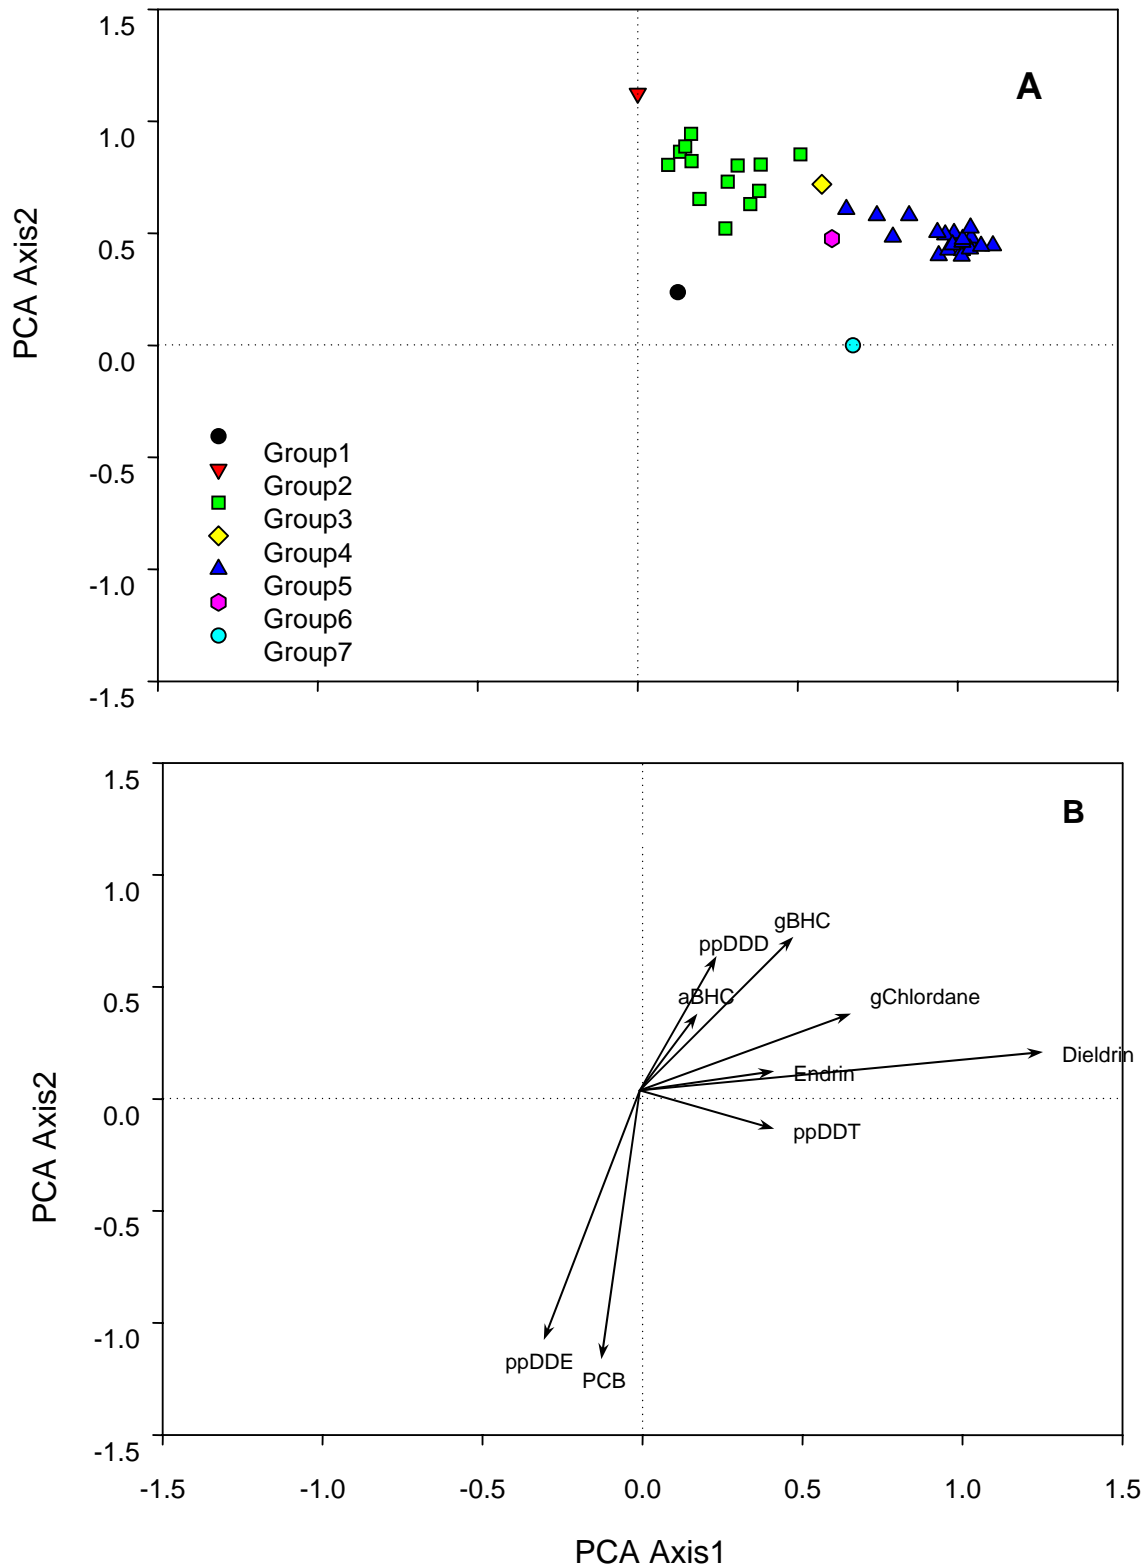 1.5
A
1.0
0.5
PCA Axis2
0.0
-0.5
-1.0
-1.5
Group1
Group2
Group3
Group4
Group5
Group6
Group7
1.5
B
1.0
gBHC
ppDDD
0.5
aBHC
gChlordane
Dieldrin
Endrin
PCA Axis2
0.0
ppDDT
-0.5
-1.0
ppDDE
PCB
-1.5
-1.5 -1.0 -0.5 0.0 0.5 1.0 1.5
PCA Axis1